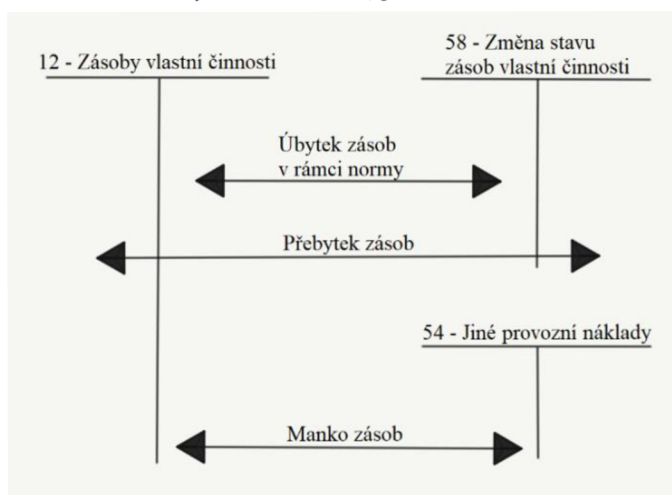 12 - Zásoby vlastní činnosti
58 - Změna stavu
zásob vlastní činnosti
Úbytek zásob
v rámci normy
Přebytek zásob
54 - Jiné provozní náklady
Manko zásob